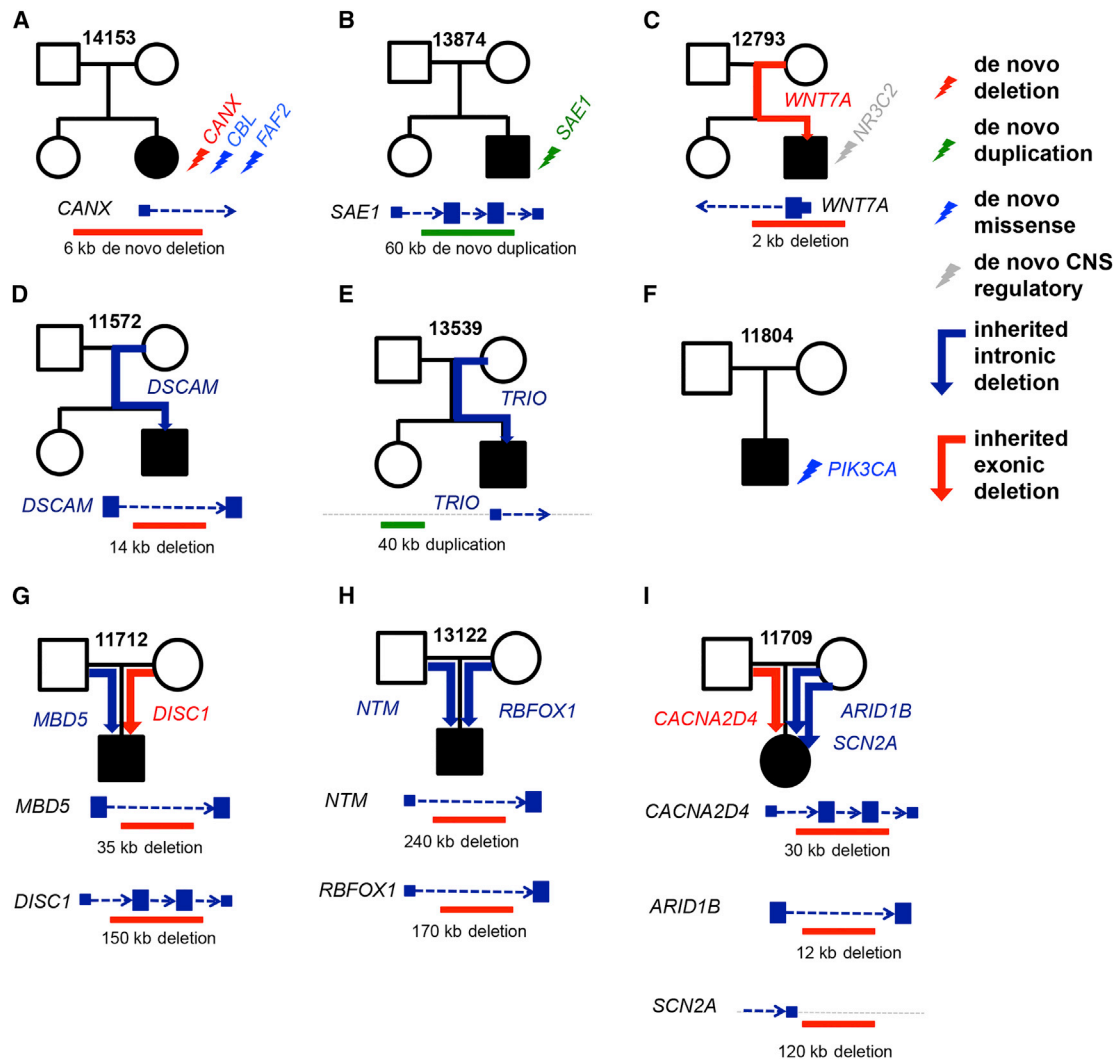 A
14153
CANX
CBL
FAF2
CANX
6 kb de novo deletion
B
13874
SAE1
SAE1
60 kb de novo duplication
C
12793
WNT7A
NR3C2
WNT7A
2 kb deletion
de novo
deletion
de novo
duplication
de novo
missense
de novo CNS
regulatory
inherited
intronic
deletion
inherited
exonic
deletion
D
11572
DSCAM
DSCAM
14 kb deletion
E
13539
TRIO
TRIO
40 kb duplication
F
11804
PIK3CA
G
11712
MBD5
DISC1
MBD5
35 kb deletion
DISC1
150 kb deletion
H
13122
NTM
RBFOX1
NTM
240 kb deletion
RBFOX1
170 kb deletion
I
11709
CACNA2D4
ARID1B
SCN2A
CACNA2D4
30 kb deletion
ARID1B
12 kb deletion
SCN2A
120 kb deletion